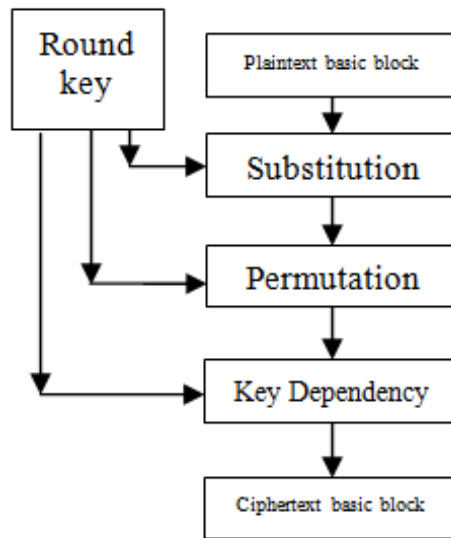 Round
key
Plaintext basic block
Substitution
Permutation
Key Dependency
Ciphertext basic block